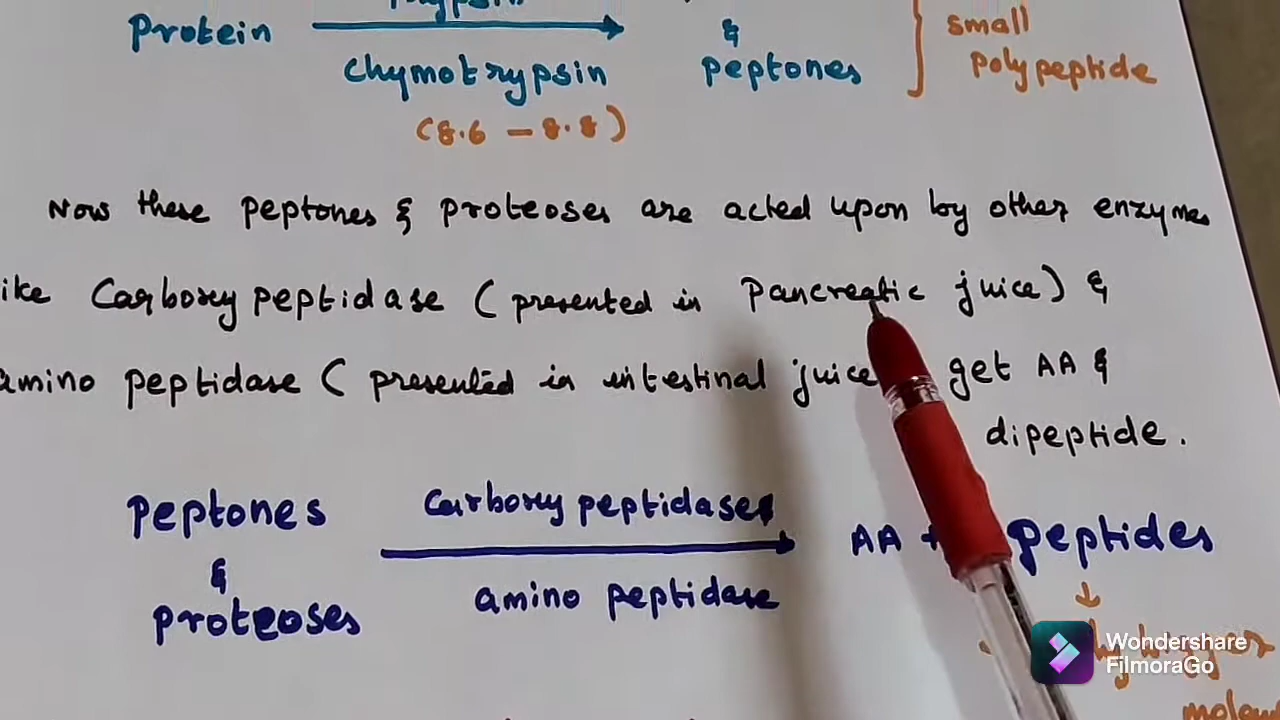 Protein
&
small
chymotrypsin peptones polypeptide
(8.6 - 8.8)
Now these peptones & proteoses are acted upon by other enzymes
Carboxy peptidase (presented in Pancreatic juice) &
amino peptidase ( presented in intestinal juice get AA &
dipeptide.
peptones carboxy peptidases AA + peptides
&
proteoses amino peptidase
↓
Wondershare
FilmoraGo